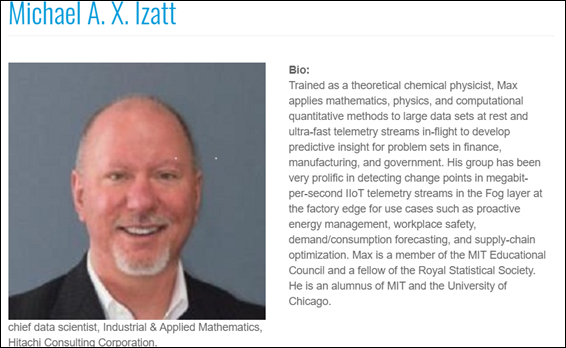 Michael A. X. Izatt
Bio:
Trained as a theoretical chemical physicist, Max
applies mathematics, physics, and computational
quantitative methods to large data sets at rest and
ultra-fast telemetry streams in-flight to develop
predictive insight for problem sets in finance,
manufacturing, and government. His group has been
very prolific in detecting change points in megabit-
per-second IIoT telemetry streams in the Fog layer at
the factory edge for use cases such as proactive
energy management, workplace safety,
demand/consumption forecasting, and supply-chain
optimization. Max is a member of the MIT Educational
Council and a fellow of the Royal Statistical Society.
He is an alumnus of MIT and the University of
Chicago.
chief data scientist, Industrial & Applied Mathematics,
Hitachi Consulting Corporation.